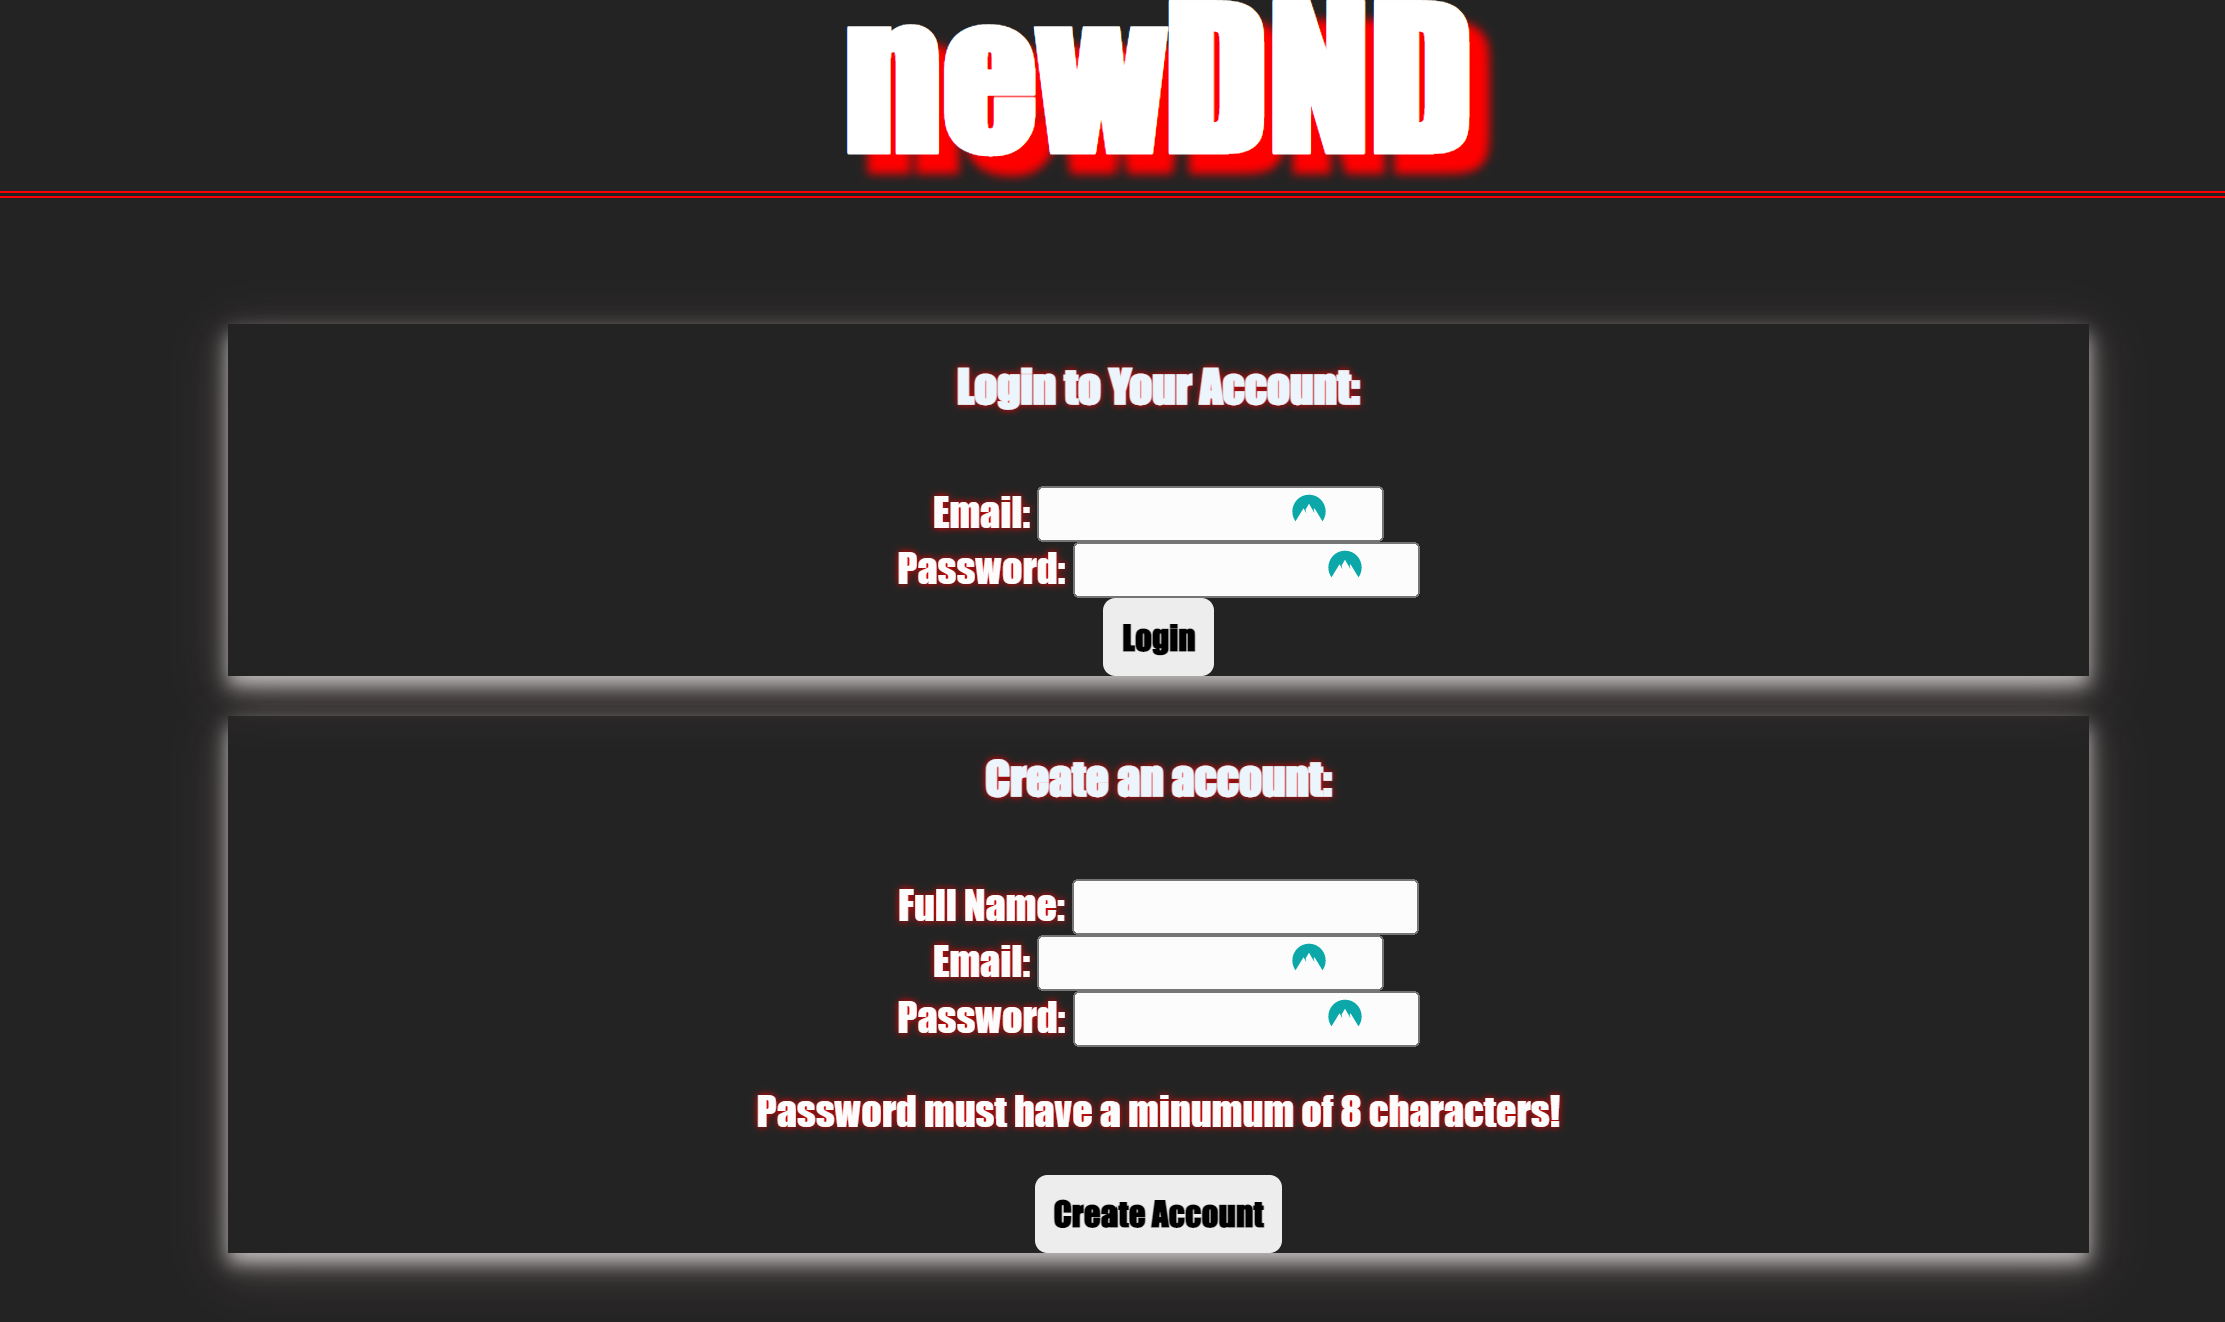 newDND
Login to Your Account:
Email:
Password:
Login
Create an account:
Full Name:
Email:
Password:
Password must have a minumum of 8 characters!
Create Account